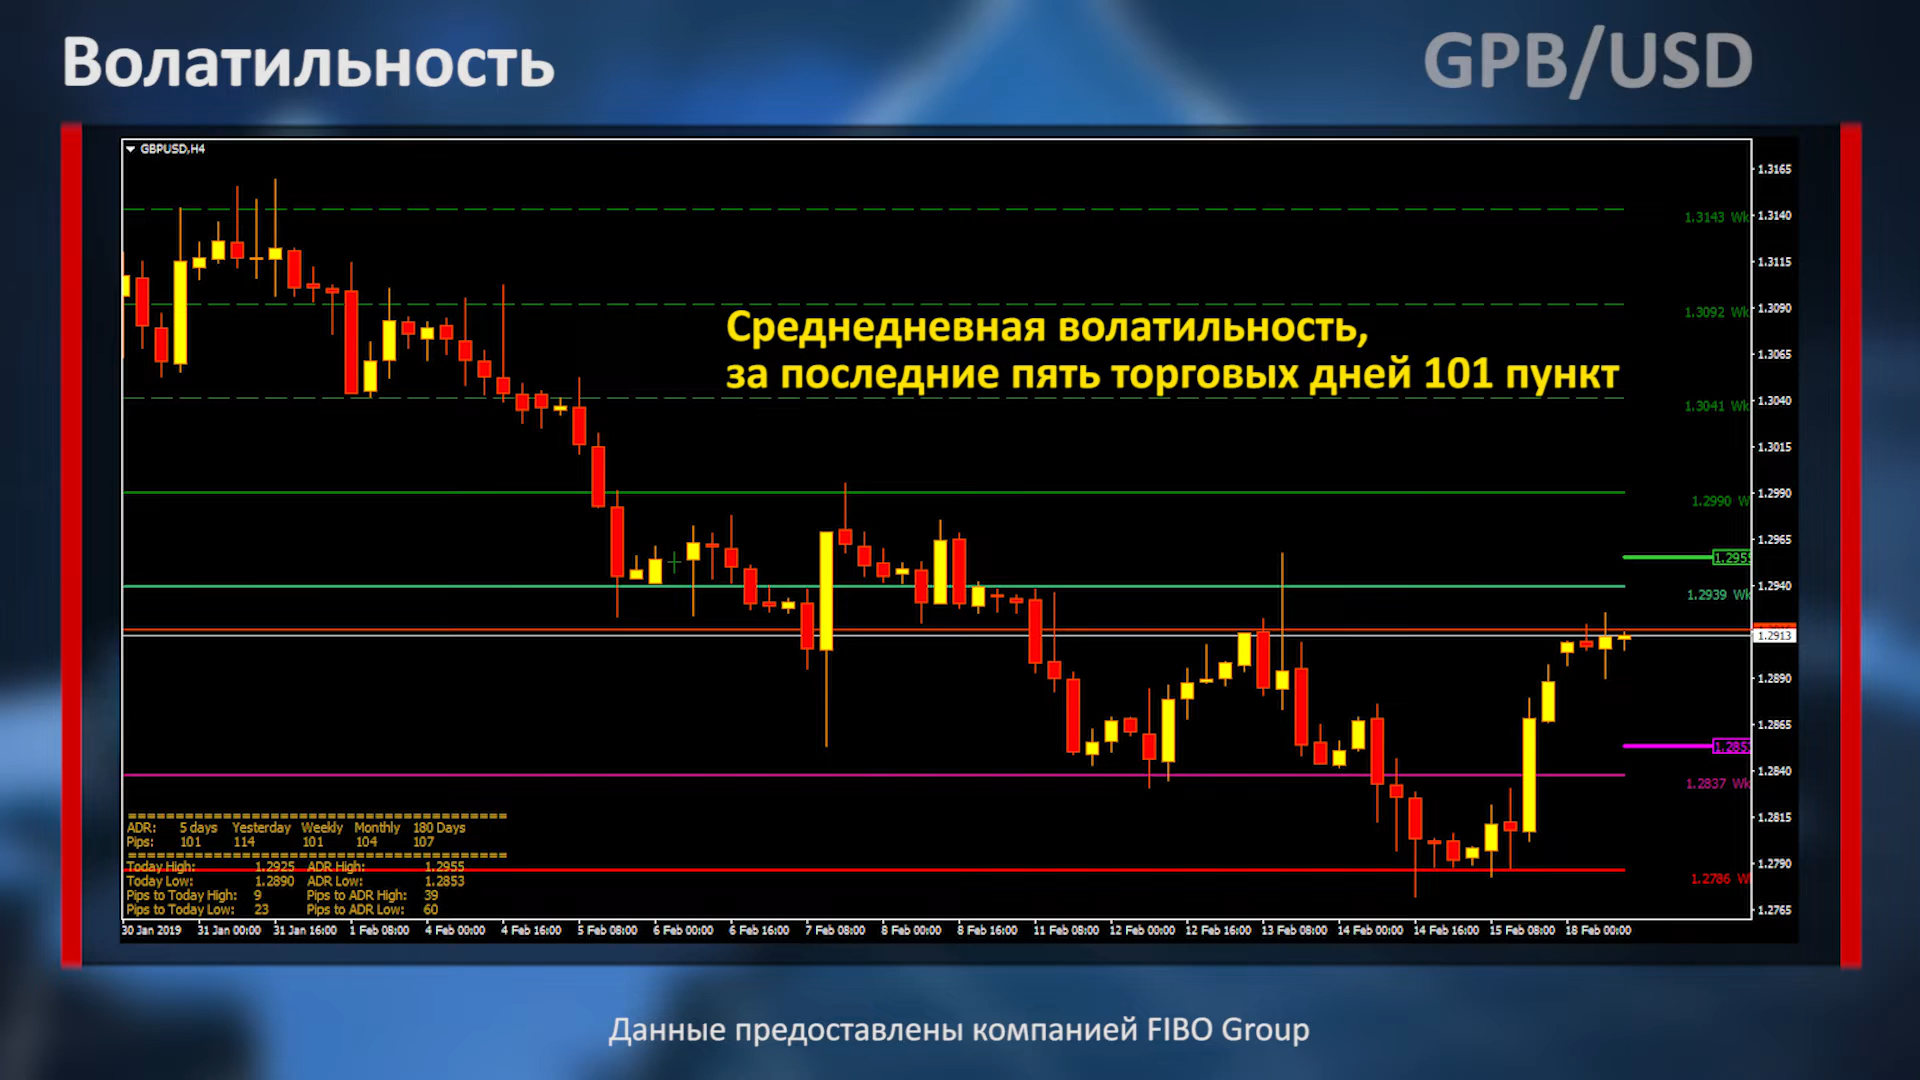 Волатильность
GPB/USD
GBPUSD,H4
1.3165
1.3143 Wk
1.3140
1.3115
1.3090
1.3092 Wk
Среднедневная волатильность,
за последние пять торговых дней 101 пункт
1.3065
1.3041 Wk
1.3040
1.3015
1.2990
1.2990 W
1.2965
1.2955
1.2940
1.2939 Wk
1.2913
1.2890
1.2865
1.2853
1.2840
1.2837 Wk
1.2815
1.2790
1.2786 W
1.2765
ADR: 5 days Yesterday Weekly Monthly 180 Days
Pips: 101 114 101 104 107
Today High: 1.2925 ADR High: 1.2955
Today Low: 1.2890 ADR Low: 1.2853
Pips to Today High: 9 Pips to ADR High: 39
Pips to Today Low: 23 Pips to ADR Low: 60
30 Jan 2019 31 Jan 00:00 31 Jan 16:00 1 Feb 08:00 4 Feb 00:00 4 Feb 16:00 5 Feb 08:00 6 Feb 00:00 6 Feb 16:00 7 Feb 08:00 8 Feb 00:00 8 Feb 16:00 11 Feb 08:00 12 Feb 00:00 12 Feb 16:00 13 Feb 08:00 14 Feb 00:00 14 Feb 16:00 15 Feb 08:00 18 Feb 00:00
Данные предоставлены компанией FIBO Group